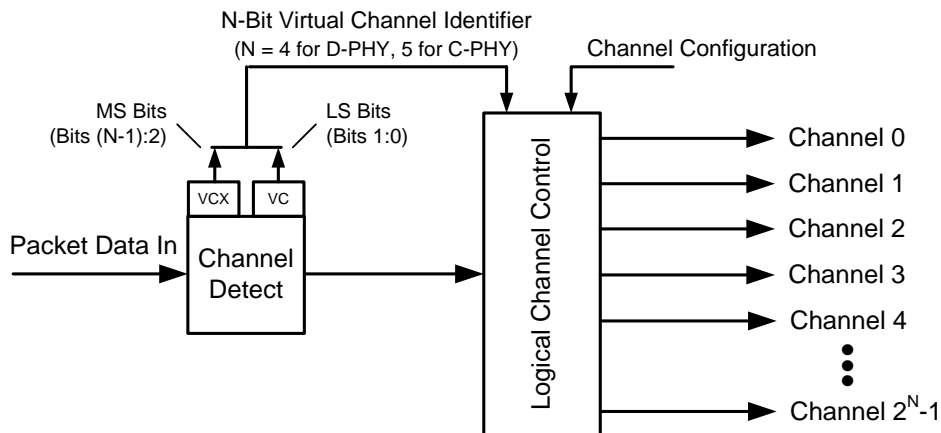 N-Bit Virtual Channel Identifier
(N = 4 for D-PHY, 5 for C-PHY)
Channel Configuration
MS Bits
(Bits (N-1):2)
LS Bits
(Bits 1:0)
VCX
VC
Packet Data In
Channel
Detect
Logical Channel Control
Channel 0
Channel 1
Channel 2
Channel 3
Channel 4
Channel 2^N-1